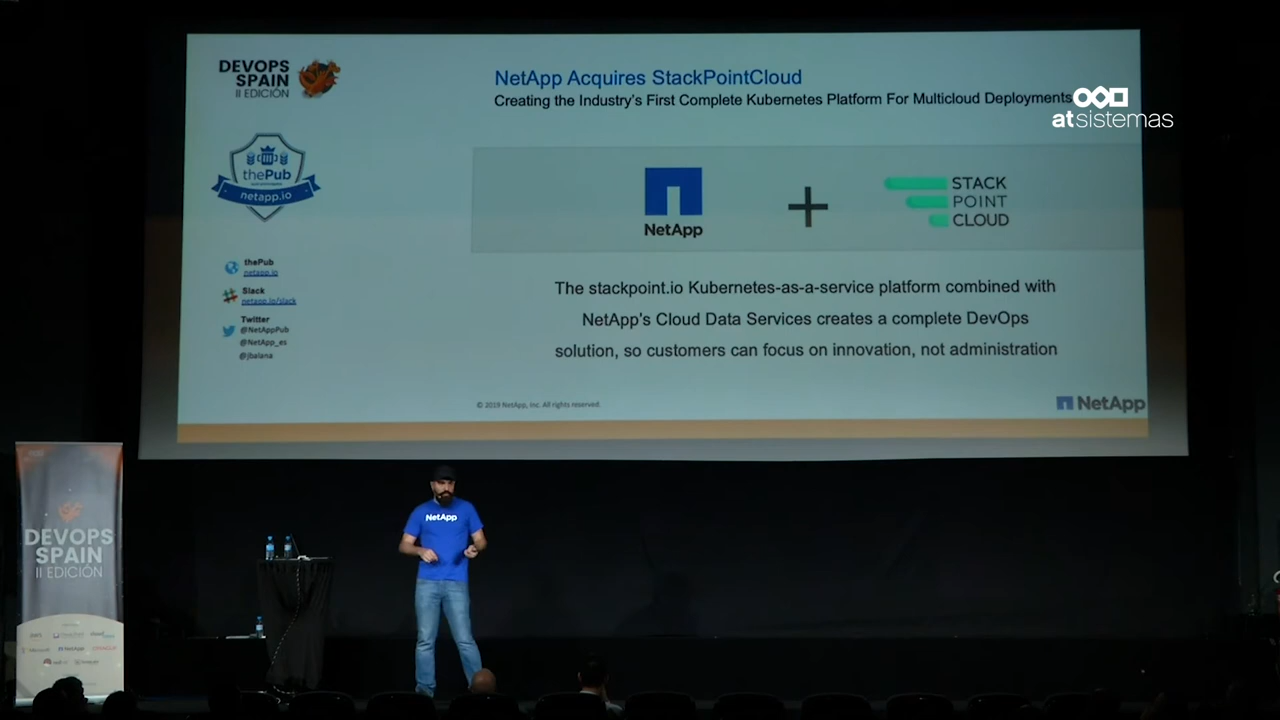 DEVOPS
SPAIN
II EDICIÓN
NetApp Acquires StackPointCloud
Creating the Industry's First Complete Kubernetes Platform For Multicloud Deployments
atsistemas
thePub
netapp.io
NetApp
+
STACK
POINT
CLOUD
thePub
netapp.io
Slack
netapp.io/slack
Twitter
@NetAppPub
@NetApp_es
@jbalana
The stackpoint.io Kubernetes-as-a-service platform combined with
NetApp's Cloud Data Services creates a complete DevOps
solution, so customers can focus on innovation, not administration
© 2019 NetApp, Inc. All rights reserved.
NetApp
NetApp
DEVOPS
SPAIN
II EDICIÓN
Microsoft
NetApp